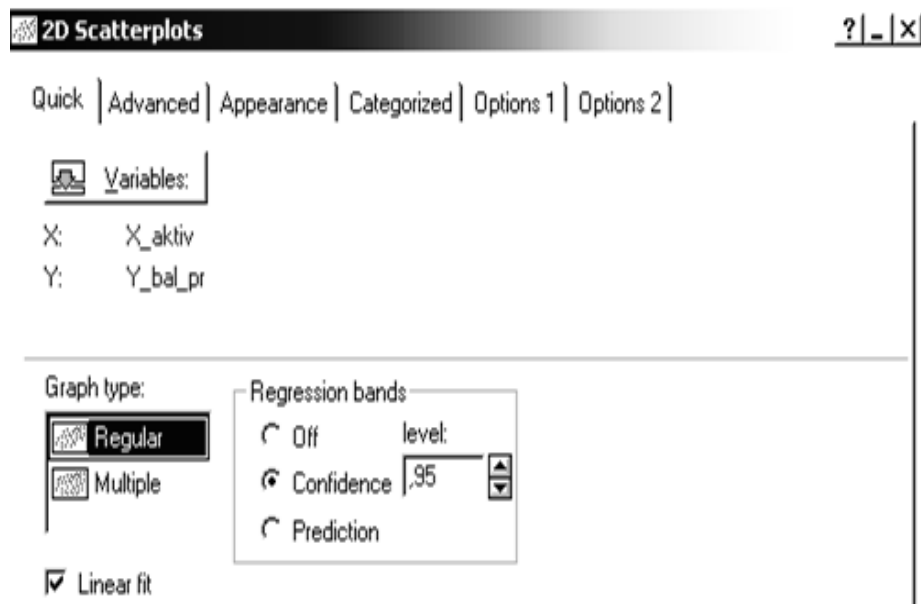 2D Scatterplots ? _ X
Quick Advanced Appearance Categorized Options 1 Options 2
Variables:
X: X_aktiv
Y: Y_bal_pr
Graph type: Regression bands
Regular Off level:
Multiple Confidence ,95
Prediction
Linear fit